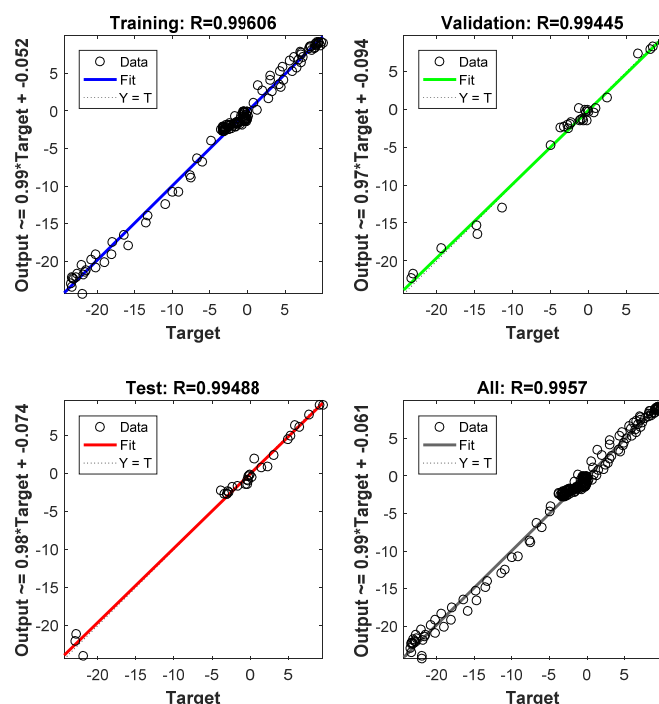 Training: R=0.99606
Output ~= 0.99*Target + -0.052
5
0
-5
-10
-15
-20
Data
Fit
Y = T
-20 -15 -10 -5 0 5
Target
Validation: R=0.99445
Output ~= 0.97*Target + -0.094
5
0
-5
-10
-15
-20
Data
Fit
Y = T
-20 -15 -10 -5 0 5
Target
Test: R=0.99488
Output ~= 0.98*Target + -0.074
5
0
-5
-10
-15
-20
Data
Fit
Y = T
-20 -15 -10 -5 0 5
Target
All: R=0.9957
Output ~= 0.99*Target + -0.061
5
0
-5
-10
-15
-20
Data
Fit
Y = T
-20 -15 -10 -5 0 5
Target